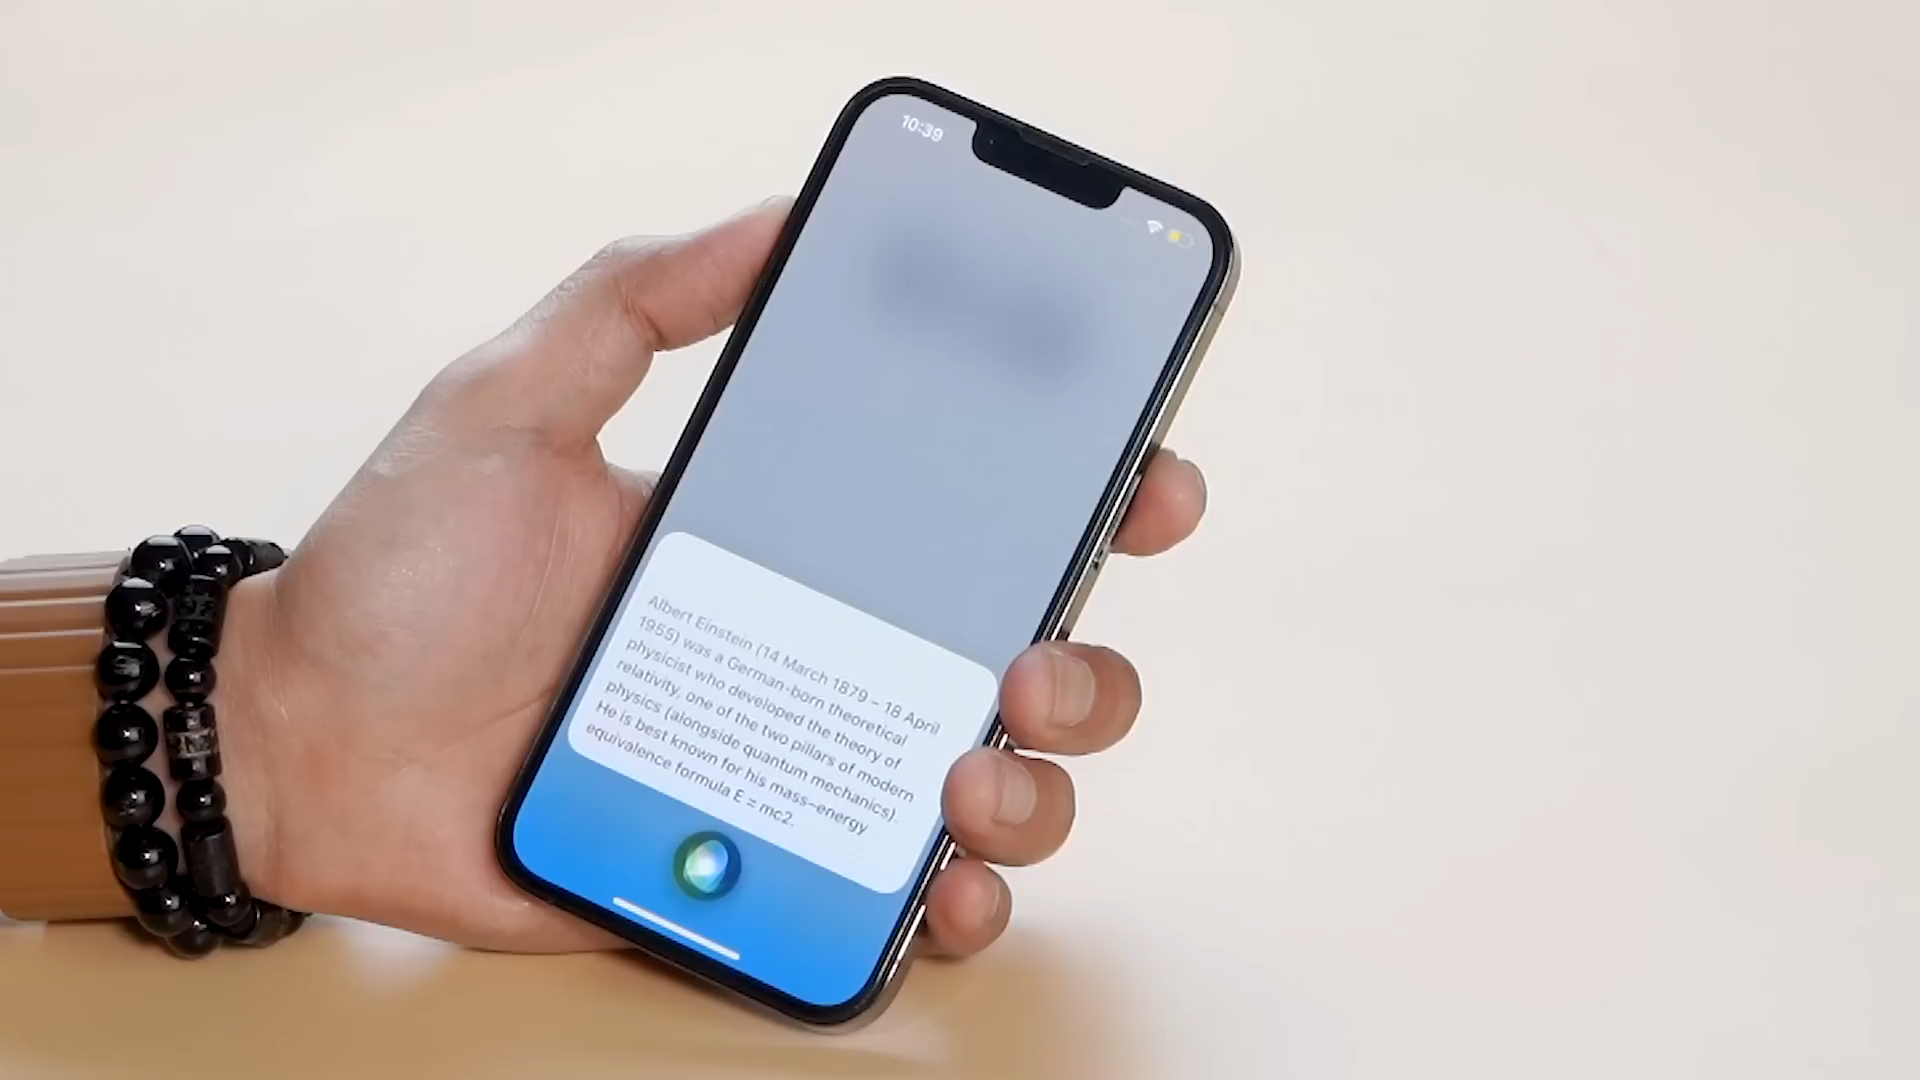 10:39
Albert Einstein (14 March 1879 – 18 April
1955) was a German-born theoretical
physicist who developed the theory of
relativity, one of the two pillars of modern
physics (alongside quantum mechanics).
He is best known for his mass–energy
equivalence formula E = mc2.